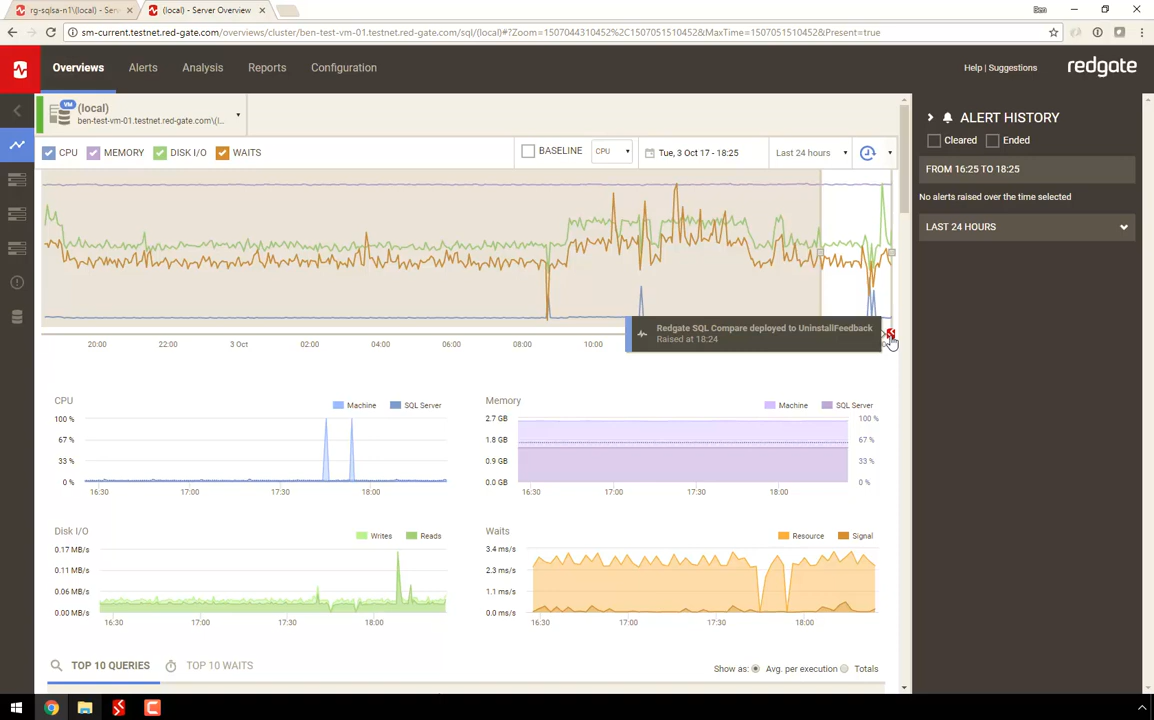 rg-sqlsa-n1\(local) - Serv
(local) - Server Overview
Ben
sm-current.testnet.red-gate.com/overviews/cluster/ben-test-vm-01.testnet.red-gate.com/sql/(local)#?Zoom=1507044310452%2C1507051510452&MaxTime=1507051510452&Present=true
Overviews
Alerts
Analysis
Reports
Configuration
Help | Suggestions
redgate
VM
(local)
ben-test-vm-01.testnet.red-gate.com\(l...
CPU
MEMORY
DISK I/O
WAITS
BASELINE
CPU
Tue, 3 Oct 17 - 18:25
Last 24 hours
ALERT HISTORY
Cleared
Ended
FROM 16:25 TO 18:25
No alerts raised over the time selected
LAST 24 HOURS
Redgate SQL Compare deployed to UninstallFeedback
Raised at 18:24
20:00
22:00
3 Oct
02:00
04:00
06:00
08:00
10:00
CPU
Machine
SQL Server
100 %
67 %
33 %
0 %
16:30
17:00
17:30
18:00
Memory
Machine
SQL Server
2.7 GB
1.8 GB
0.9 GB
0.0 GB
100 %
67 %
33 %
0 %
16:30
17:00
17:30
18:00
Disk I/O
Writes
Reads
0.17 MB/s
0.11 MB/s
0.06 MB/s
0.00 MB/s
16:30
17:00
17:30
18:00
Waits
Resource
Signal
3.4 ms/s
2.3 ms/s
1.1 ms/s
0.0 ms/s
16:30
17:00
17:30
18:00
TOP 10 QUERIES
TOP 10 WAITS
Show as:
Avg. per execution
Totals